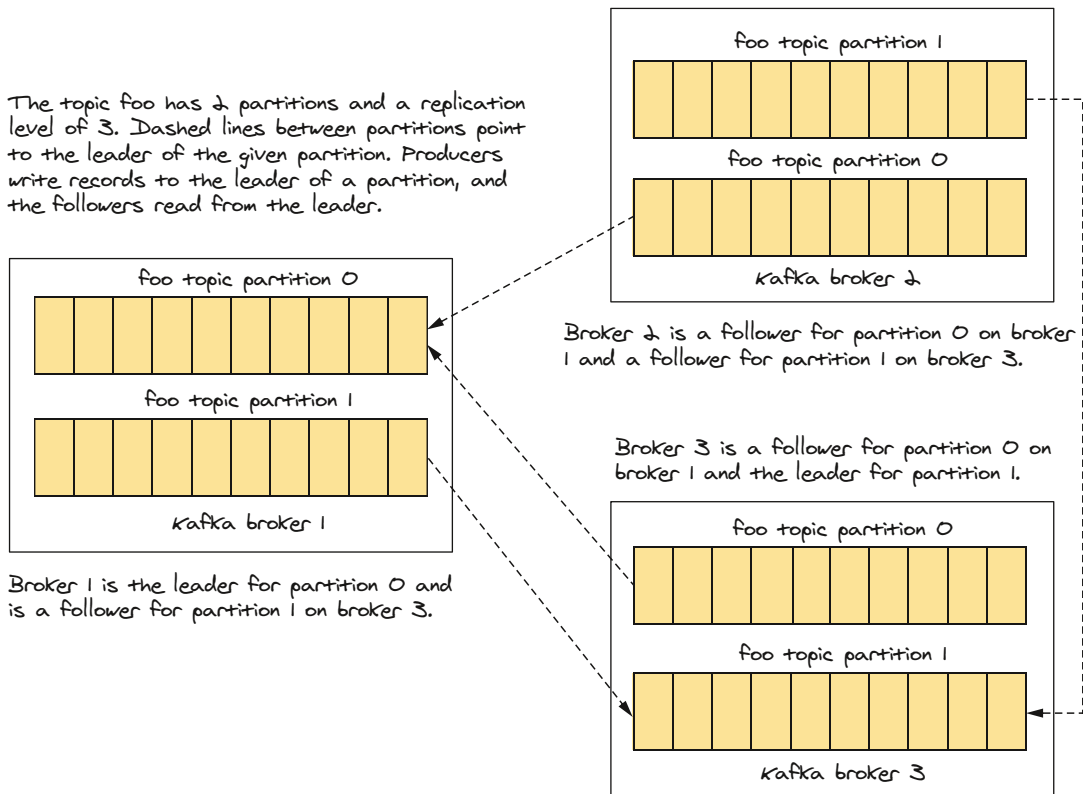 The topic foo has 2 partitions and a replication
level of 3. Dashed lines between partitions point
to the leader of the given partition. Producers
write records to the leader of a partition, and
the followers read from the leader.
foo topic partition 1
foo topic partition 0
Kafka broker 2
Broker 2 is a follower for partition 0 on broker
1 and a follower for partition 1 on broker 3.
foo topic partition 0
foo topic partition 1
Kafka broker 1
Broker 1 is the leader for partition 0 and
is a follower for partition 1 on broker 3.
Broker 3 is a follower for partition 0 on
broker 1 and the leader for partition 1.
foo topic partition 0
foo topic partition 1
Kafka broker 3